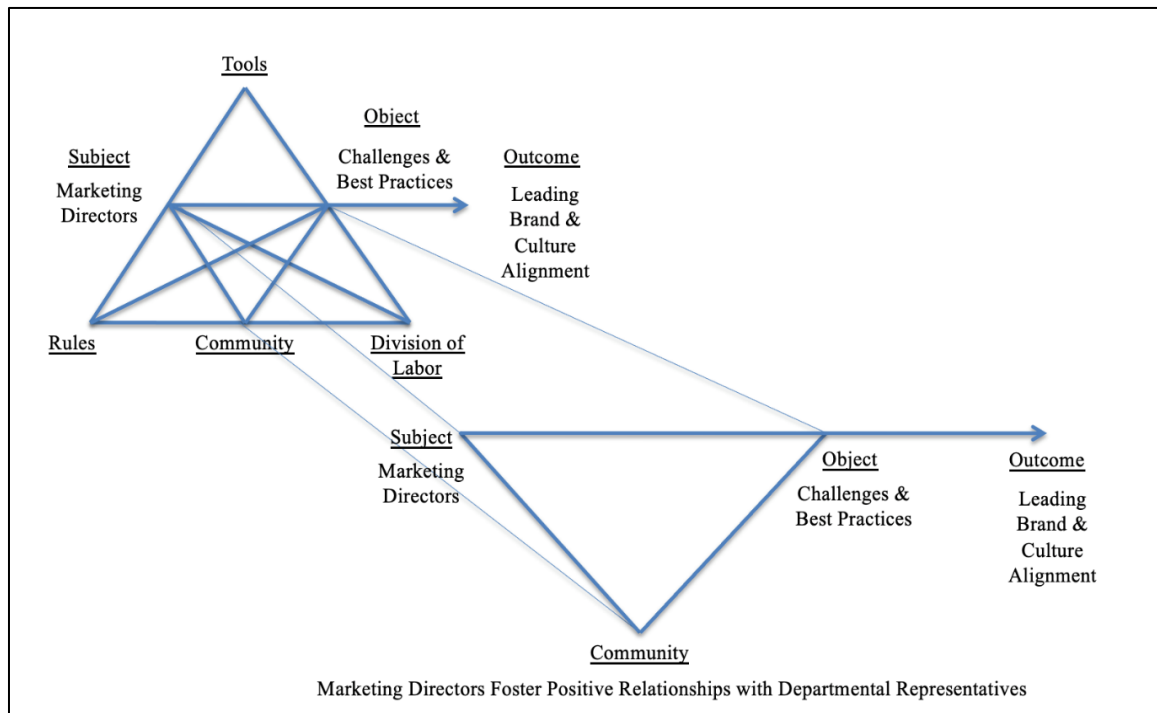 Tools
Object
Challenges &
Best Practices
Subject
Marketing
Directors
Outcome
Leading
Brand &
Culture
Alignment
Rules
Community
Division of
Labor
Subject
Marketing
Directors
Object
Challenges &
Best Practices
Outcome
Leading
Brand &
Culture
Alignment
Community
Marketing Directors Foster Positive Relationships with Departmental Representatives